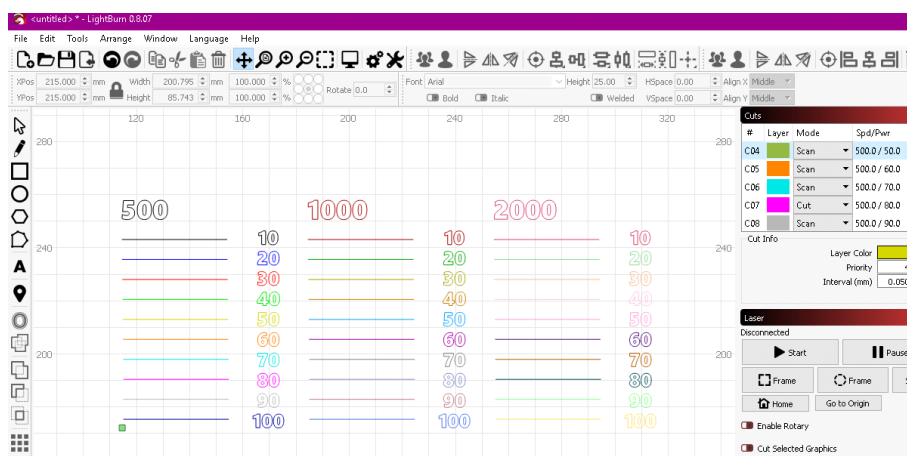 <untitled> * - LightBurn 0.8.07
File Edit Tools Arrange Window Language Help
XPos 215.000 mm Width 200.795 mm 100.000 % Rotate 0.0 Font Arial Height 25.00 HSpace 0.00 Align X Middle
YPos 215.000 mm Height 85.743 mm 100.000 % Bold Italic Welded VSpace 0.00 Align Y Middle
120 160 200 240 280 320
280 280
500 1000 2000
240 240
10 10 10
20 20 20
30 30 30
40 40 40
50 50 50
60 60 60
200 200
70 70 70
80 80 80
90 90 90
100 100 100
Cuts
# Layer Mode Spd/Pwr
C04 Scan 500.0 / 50.0
C05 Scan 500.0 / 60.0
C06 Scan 500.0 / 70.0
C07 Cut 500.0 / 80.0
C08 Scan 500.0 / 90.0
Cut Info
Layer Color
Priority
Interval (mm) 0.050
Laser
Disconnected
Start Pause
Frame Frame
Home Go to Origin
Enable Rotary
Cut Selected Graphics